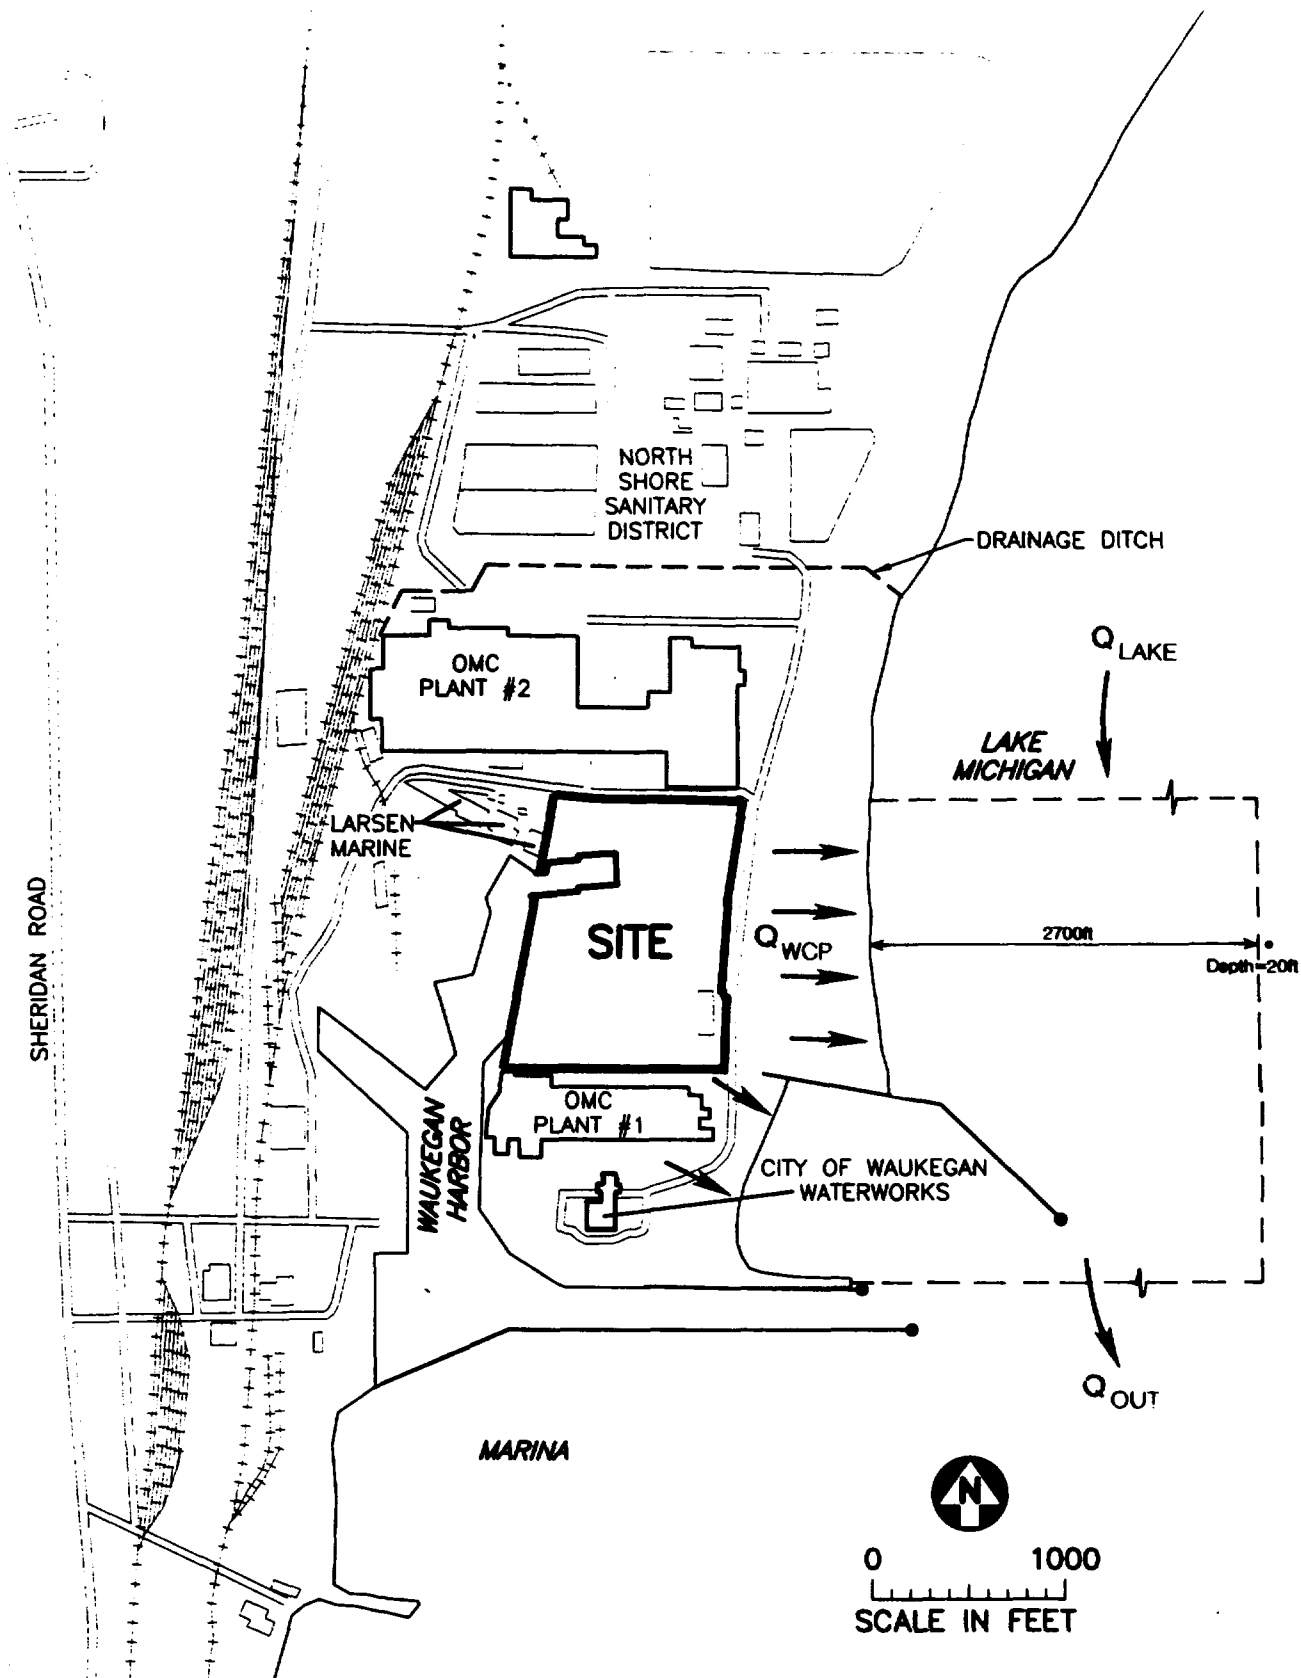 NORTH
SHORE
SANITARY
DISTRICT
DRAINAGE DITCH
Q LAKE
OMC
PLANT #2
LAKE
MICHIGAN
LARSEN
MARINE
SITE
SHERIDAN ROAD
Q WCP
2700ft
Depth=20ft
OMC
PLANT #1
WAUKEGAN
HARBOR
CITY OF WAUKEGAN
WATERWORKS
Q OUT
MARINA
N
0 1000
SCALE IN FEET